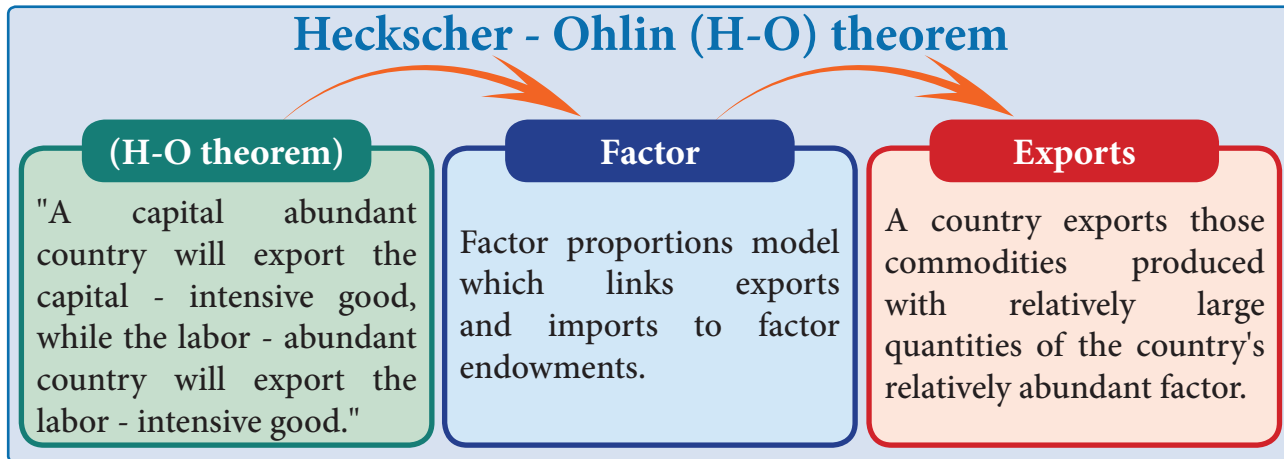 Heckscher - Ohlin (H-O) theorem
(H-O theorem)
"A capital abundant
country will export the
capital - intensive good,
while the labor - abundant
country will export the
labor - intensive good."
Factor
Factor proportions model
which links exports
and imports to factor
endowments.
Exports
A country exports those
commodities produced
with relatively large
quantities of the country's
relatively abundant factor.